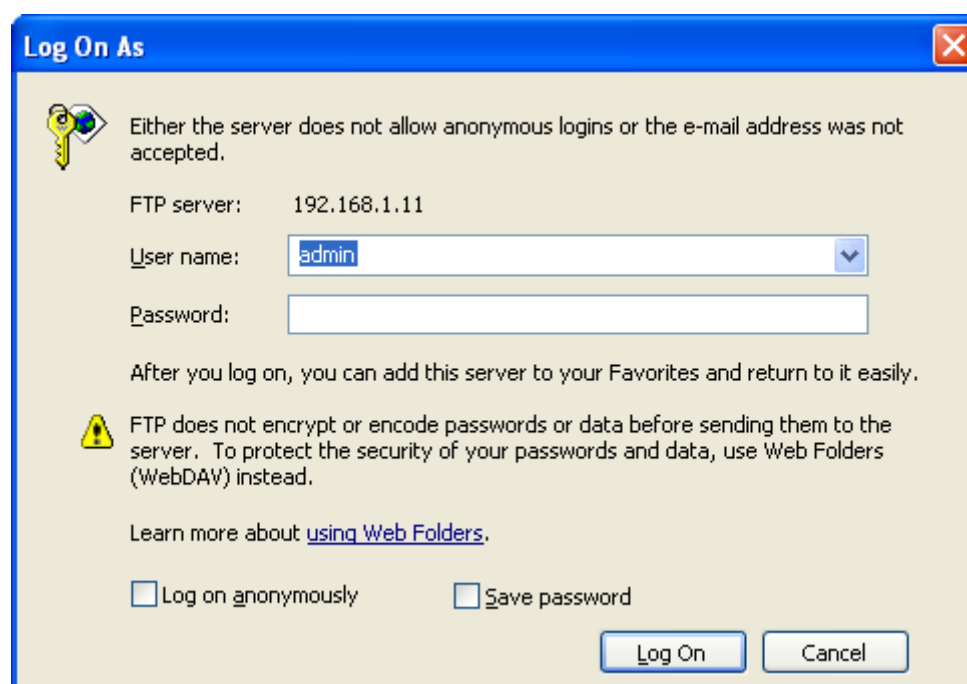 Log On As
Either the server does not allow anonymous logins or the e-mail address was not
accepted.
FTP server: 192.168.1.11
User name: admin
Password:
After you log on, you can add this server to your Favorites and return to it easily.
FTP does not encrypt or encode passwords or data before sending them to the
server. To protect the security of your passwords and data, use Web Folders
(WebDAV) instead.
Learn more about using Web Folders.
Log on anonymously Save password
Log On Cancel